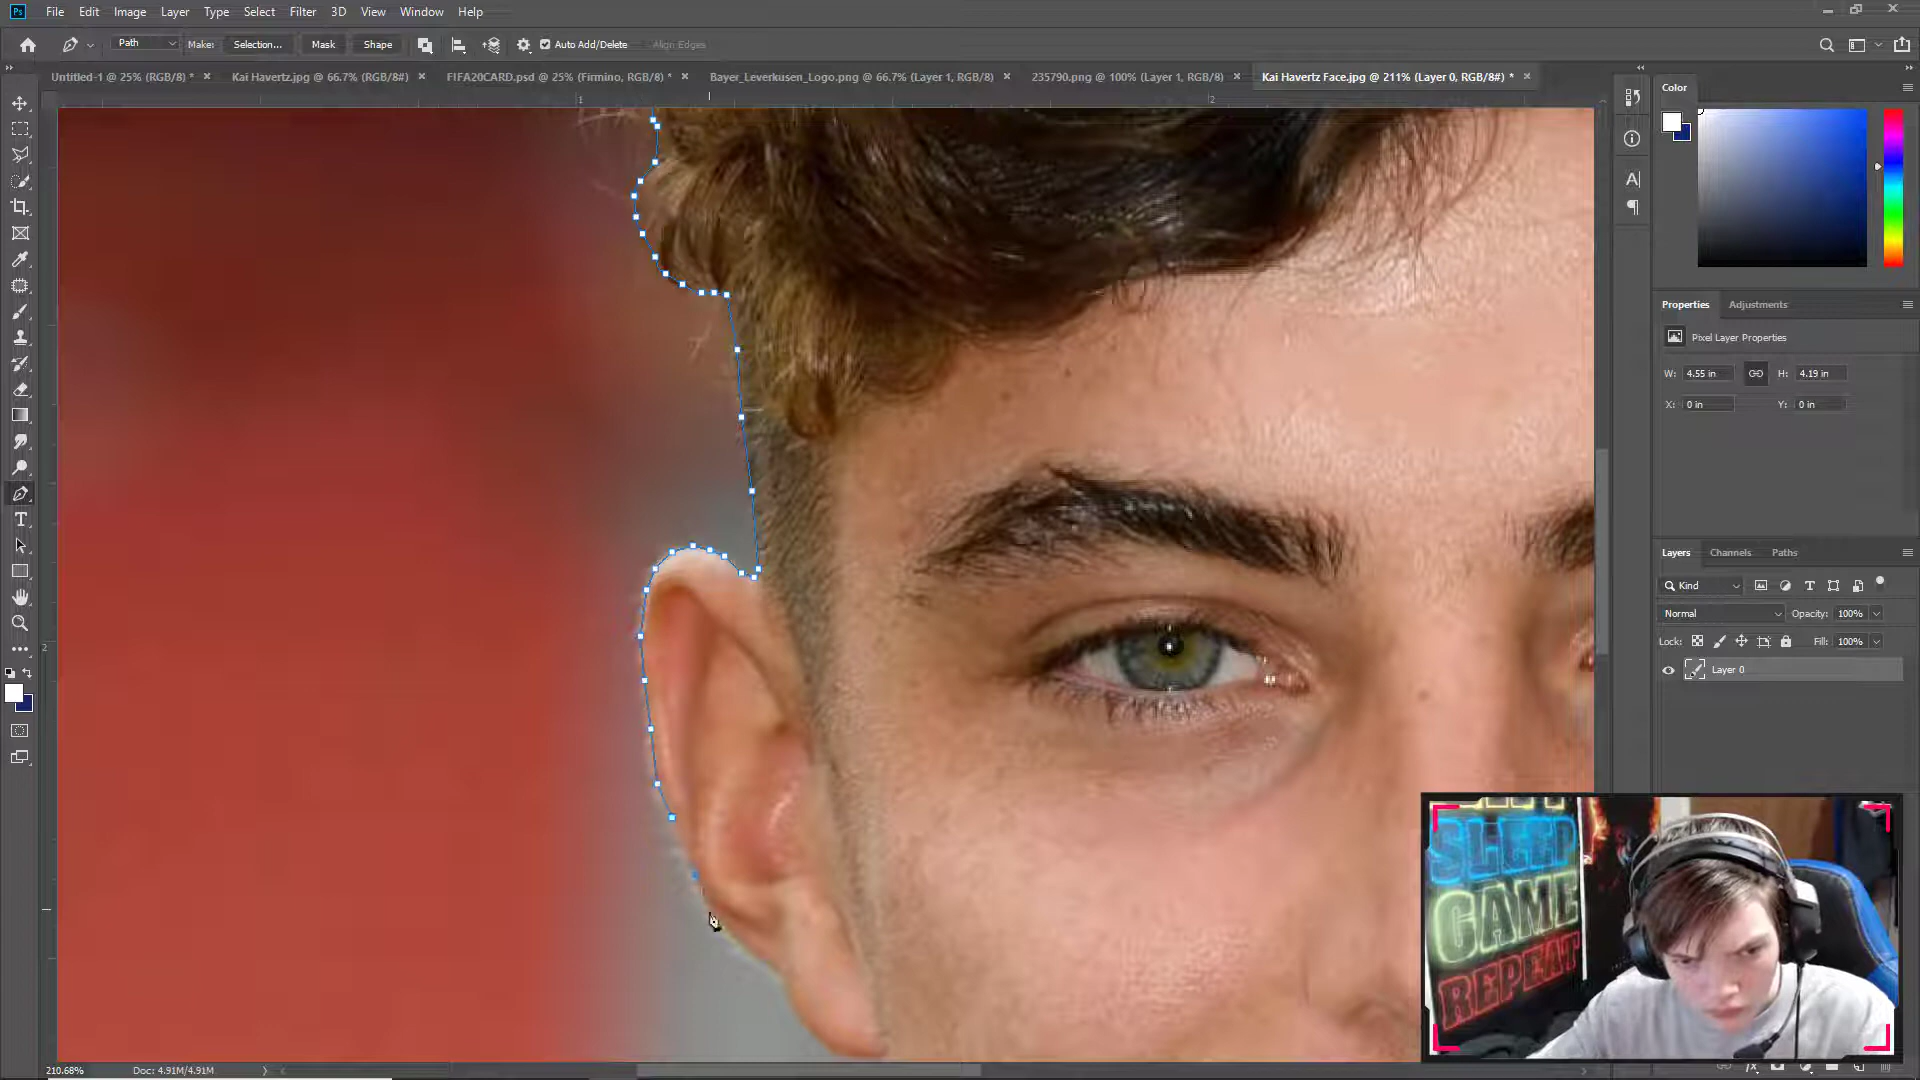 Ps File Edit Image Layer Type Select Filter 3D View Window Help
Path Make: Selection... Mask Shape Auto Add/Delete Align Edges
Untitled-1 @ 25% (RGB/8) * × Kai Havertz.jpg @ 66.7% (RGB/8#) × FIFA20CARD.psd @ 25% (Firmino, RGB/8) * × Bayer_Leverkusen_Logo.png @ 66.7% (Layer 1, RGB/8) × 235790.png @ 100% (Layer 1, RGB/8) × Kai Havertz Face.jpg @ 211% (Layer 0, RGB/8#) * ×
1 2
2
Color
Properties Adjustments
Pixel Layer Properties
W: 4.55 in H: 4.19 in
X: 0 in Y: 0 in
Layers Channels Paths
Kind
Normal Opacity: 100%
Lock: Fill: 100%
Layer 0
SLEEP
GAME
REPEAT
210.68% Doc: 4.91M/4.91M